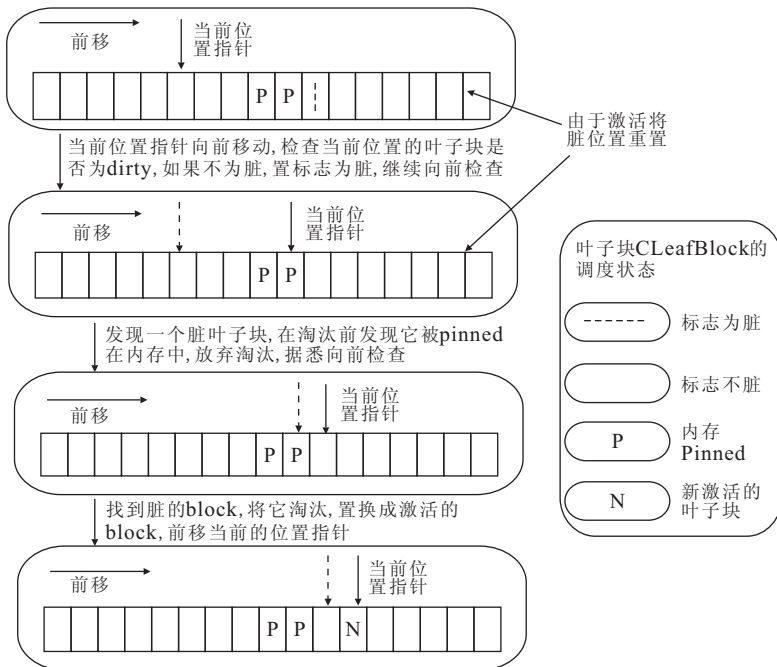 前移
当前位
置指针
P P
由于激活将
脏位置重置
当前位置指针向前移动,检查当前位置的叶子块是
否为dirty,如果不为脏,置标志为脏,继续向前检查
前移
当前位
置指针
P P
发现一个脏叶子块,在淘汰前发现它被pinned
在内存中,放弃淘汰,据悉向前检查
前移
当前位
置指针
P P
找到脏的block,将它淘汰,置换成激活的
block,前移当前的位置指针
前移
当前位
置指针
P P N
叶子块CLeafBlock的
调度状态
标志为脏
标志不脏
P
内存
Pinned
N
新激活的
叶子块